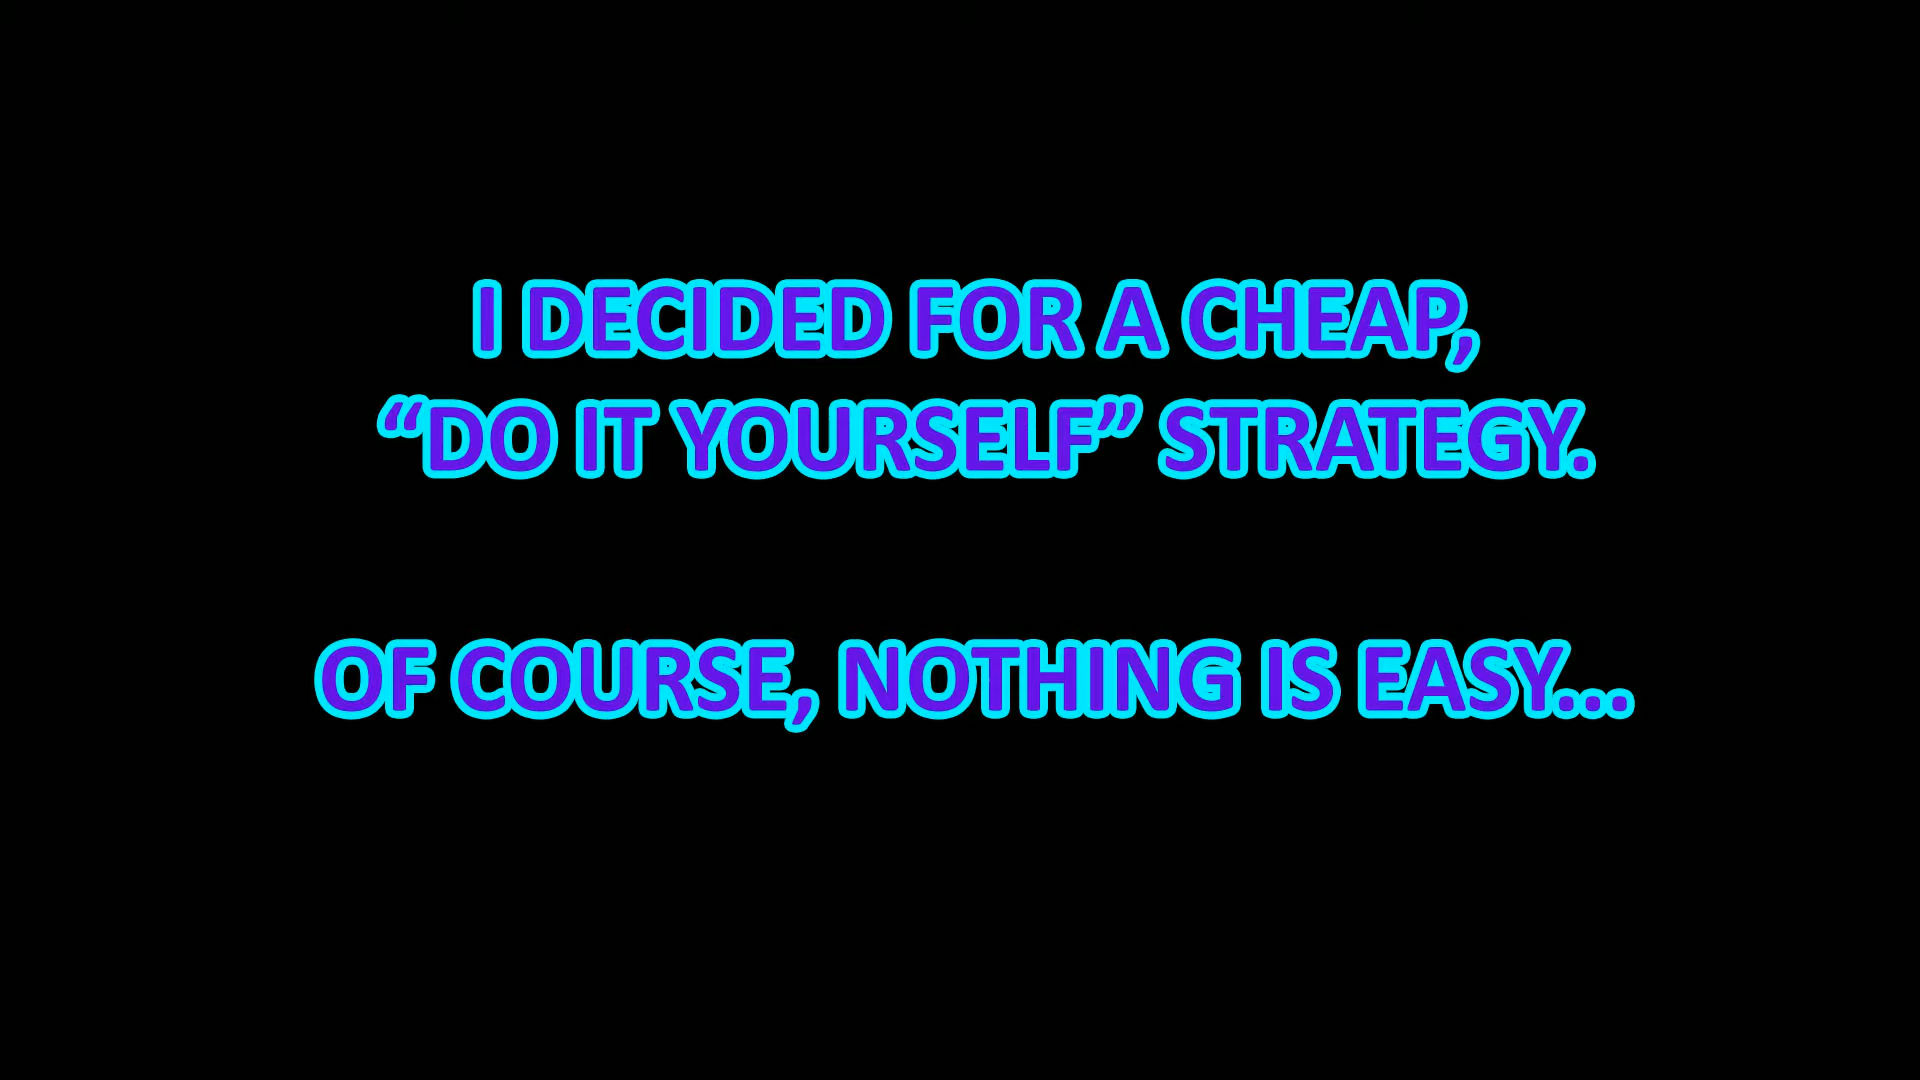 I DECIDED FOR A CHEAP,
“DO IT YOURSELF” STRATEGY.
OF COURSE, NOTHING IS EASY...